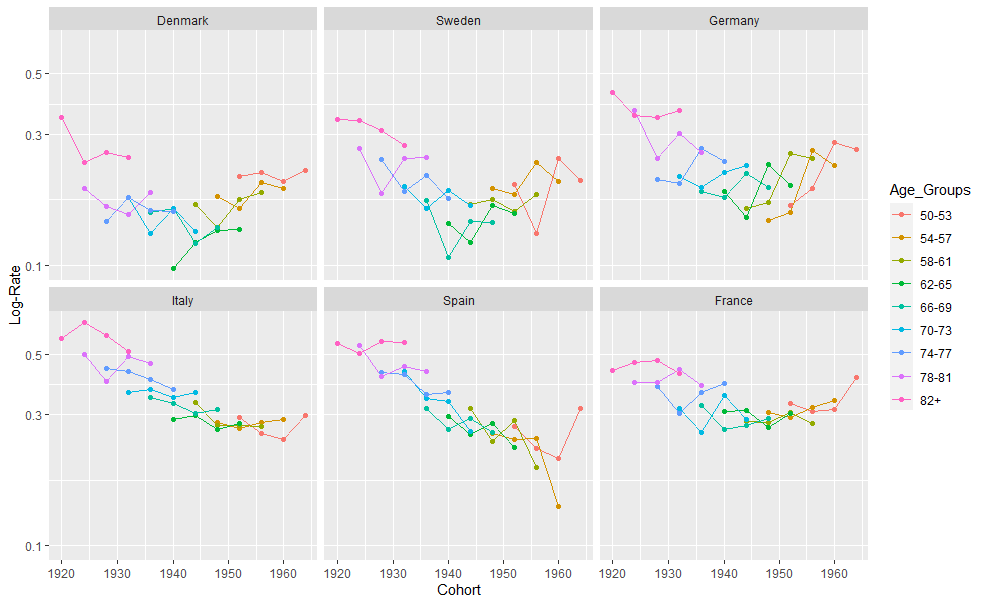 Denmark Sweden Germany
0.5
0.3
0.1
Italy Spain France
0.5
0.3
0.1
1920 1930 1940 1950 1960 1920 1930 1940 1950 1960 1920 1930 1940 1950 1960
Cohort
Log-Rate
Age_Groups
50-53
54-57
58-61
62-65
66-69
70-73
74-77
78-81
82+